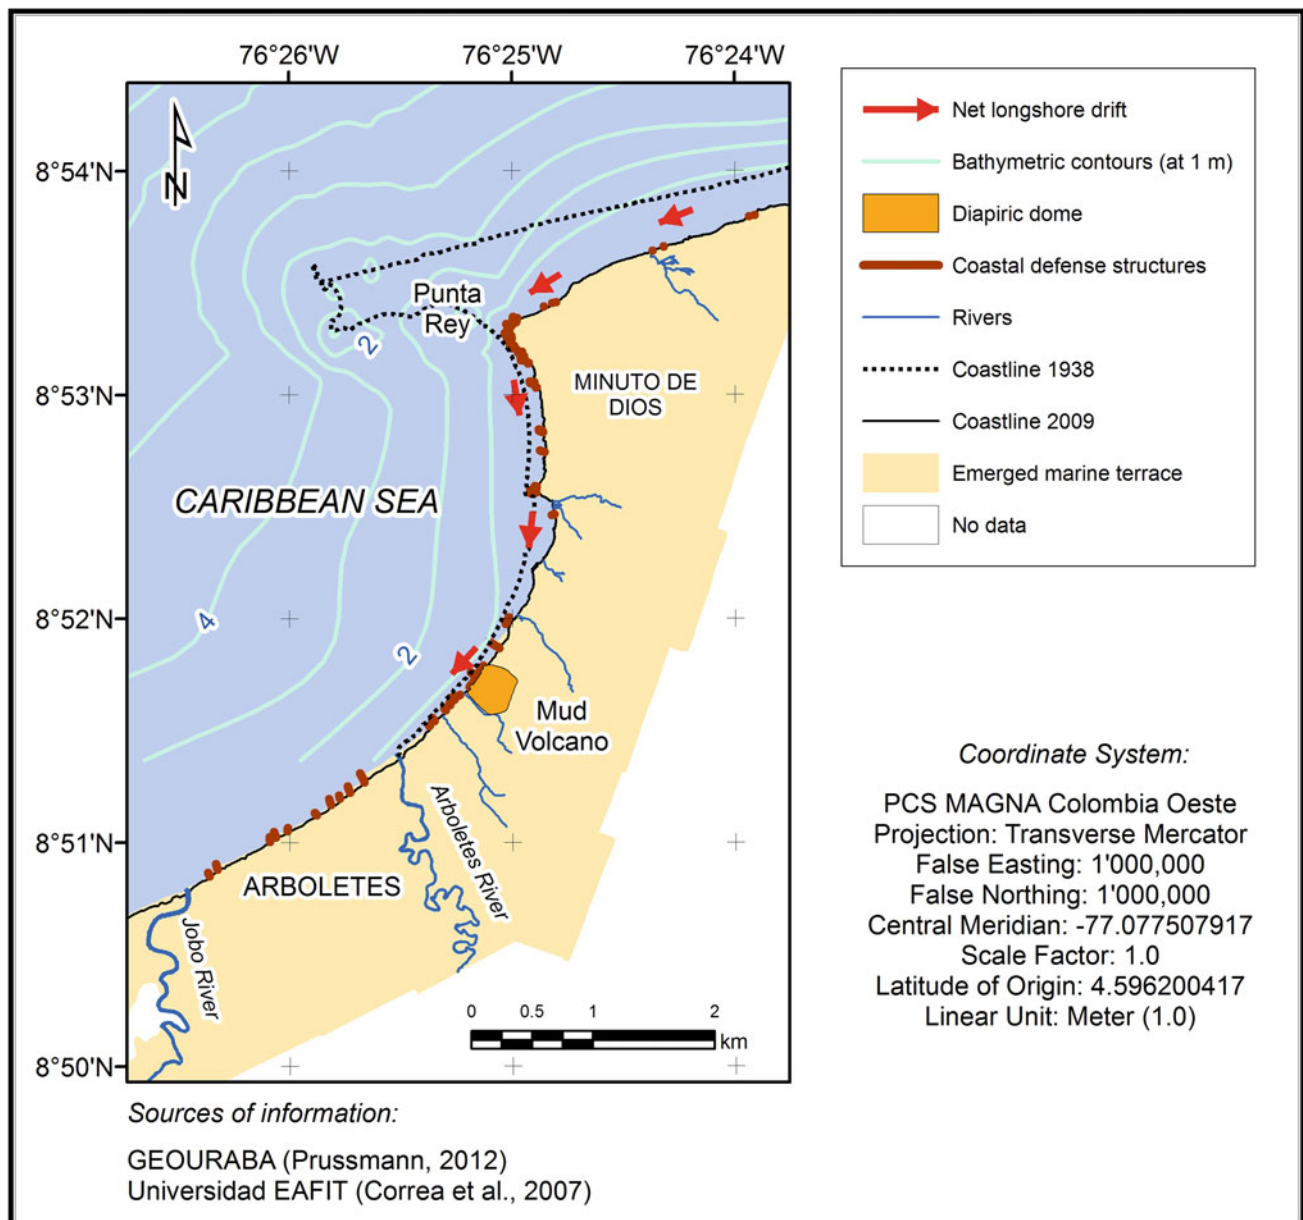 76°26'W 76°25'W 76°24'W
8°54'N
8°53'N
8°52'N
8°51'N
8°50'N
N
Punta
Rey
2
MINUTO DE
DIOS
CARIBBEAN SEA
4
2
Mud
Volcano
Arboletes River
ARBOLETES
Jobo River
0 0.5 1 2
km
Net longshore drift
Bathymetric contours (at 1 m)
Diapiric dome
Coastal defense structures
Rivers
Coastline 1938
Coastline 2009
Emerged marine terrace
No data
Coordinate System:
PCS MAGNA Colombia Oeste
Projection: Transverse Mercator
False Easting: 1'000,000
False Northing: 1'000,000
Central Meridian: -77.077507917
Scale Factor: 1.0
Latitude of Origin: 4.596200417
Linear Unit: Meter (1.0)
Sources of information:
GEOURABA (Prussmann, 2012)
Universidad EAFIT (Correa et al., 2007)